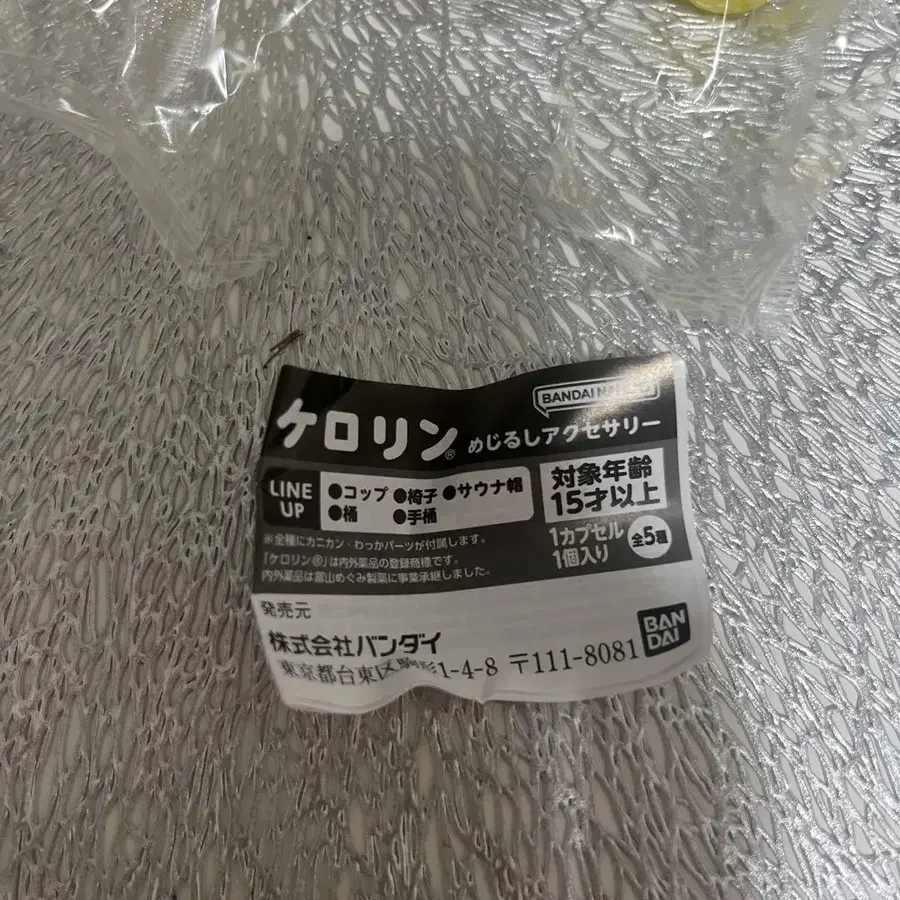 BANDAI
ケロリン®
めじるしアクセサリー
LINE UP
●コップ ●椅子 ●サウナ帽
●桶 ●手桶
対象年齢
15才以上
1カプセル
1個入り
全5種
※全種にカニカン・わっかパーツが付属します。
「ケロリン®」は内外薬品の登録商標です。
内外薬品は富山めぐみ製薬に事業承継しました。
発売元
株式会社バンダイ
東京都台東区駒形1-4-8 〒111-8081
BAN
DAI